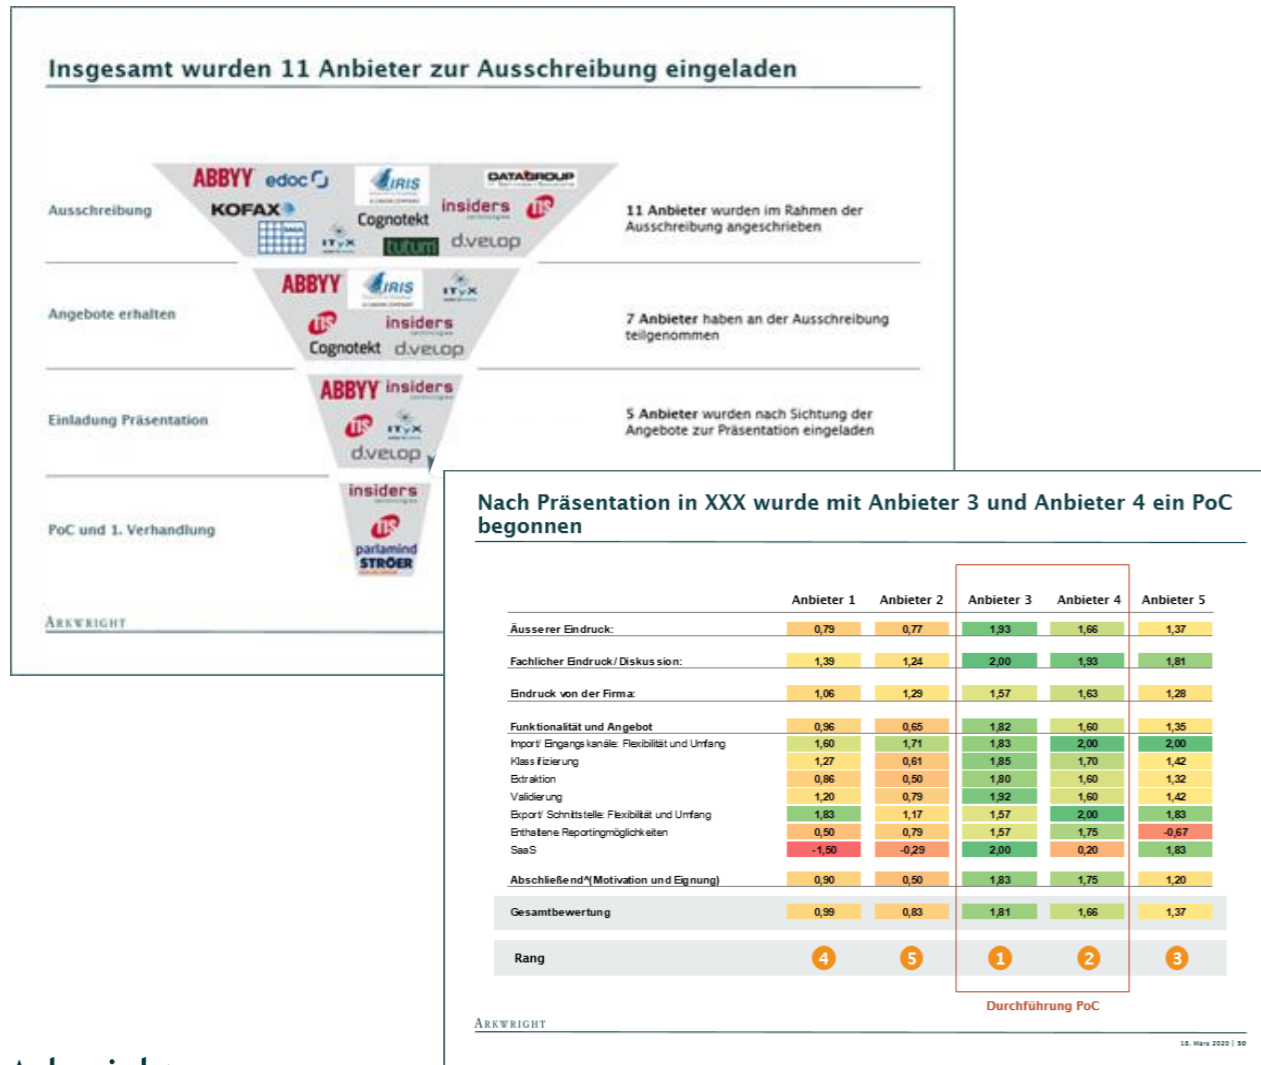 Insgesamt wurden 11 Anbieter zur Ausschreibung eingeladen
Ausschreibung
ABBYY edoc IRIS DATAGROUP
KOFAX Cognotekt insiders TIS
ITyX tutum d.velop
11 Anbieter wurden im Rahmen der
Ausschreibung angeschrieben
Angebote erhalten
ABBYY IRIS ITyX
TIS insiders
Cognotekt d.velop
7 Anbieter haben an der Ausschreibung
teilgenommen
Einladung Präsentation
ABBYY insiders
TIS ITyX
d.velop
5 Anbieter wurden nach Sichtung der
Angebote zur Präsentation eingeladen
PoC und 1. Verhandlung
insiders
TIS
parlamind
STRÖER
ARKWRIGHT
Nach Präsentation in XXX wurde mit Anbieter 3 und Anbieter 4 ein PoC
begonnen
Anbieter 1 Anbieter 2 Anbieter 3 Anbieter 4 Anbieter 5
Äusserer Eindruck: 0,79 0,77 1,93 1,66 1,37
Fachlicher Eindruck/Diskussion: 1,39 1,24 2,00 1,93 1,81
Eindruck von der Firma: 1,06 1,29 1,57 1,63 1,28
Funktionalität und Angebot 0,96 0,65 1,82 1,60 1,35
Import/ Eingangskanäle: Flexibilität und Umfang 1,60 1,71 1,83 2,00 2,00
Klassifizierung 1,27 0,61 1,85 1,70 1,42
Extraktion 0,86 0,50 1,80 1,60 1,32
Validierung 1,20 0,79 1,92 1,60 1,42
Export/ Schnittstelle: Flexibilität und Umfang 1,83 1,17 1,57 2,00 1,83
Enthaltene Reportingmöglichkeiten 0,50 0,79 1,57 1,75 -0,67
SaaS -1,50 -0,29 2,00 0,20 1,83
Abschließend^(Motivation und Eignung) 0,90 0,50 1,83 1,75 1,20
Gesamtbewertung 0,99 0,83 1,81 1,66 1,37
Rang 4 5 1 2 3
Durchführung PoC
ARKWRIGHT
18. März 2020 | 30